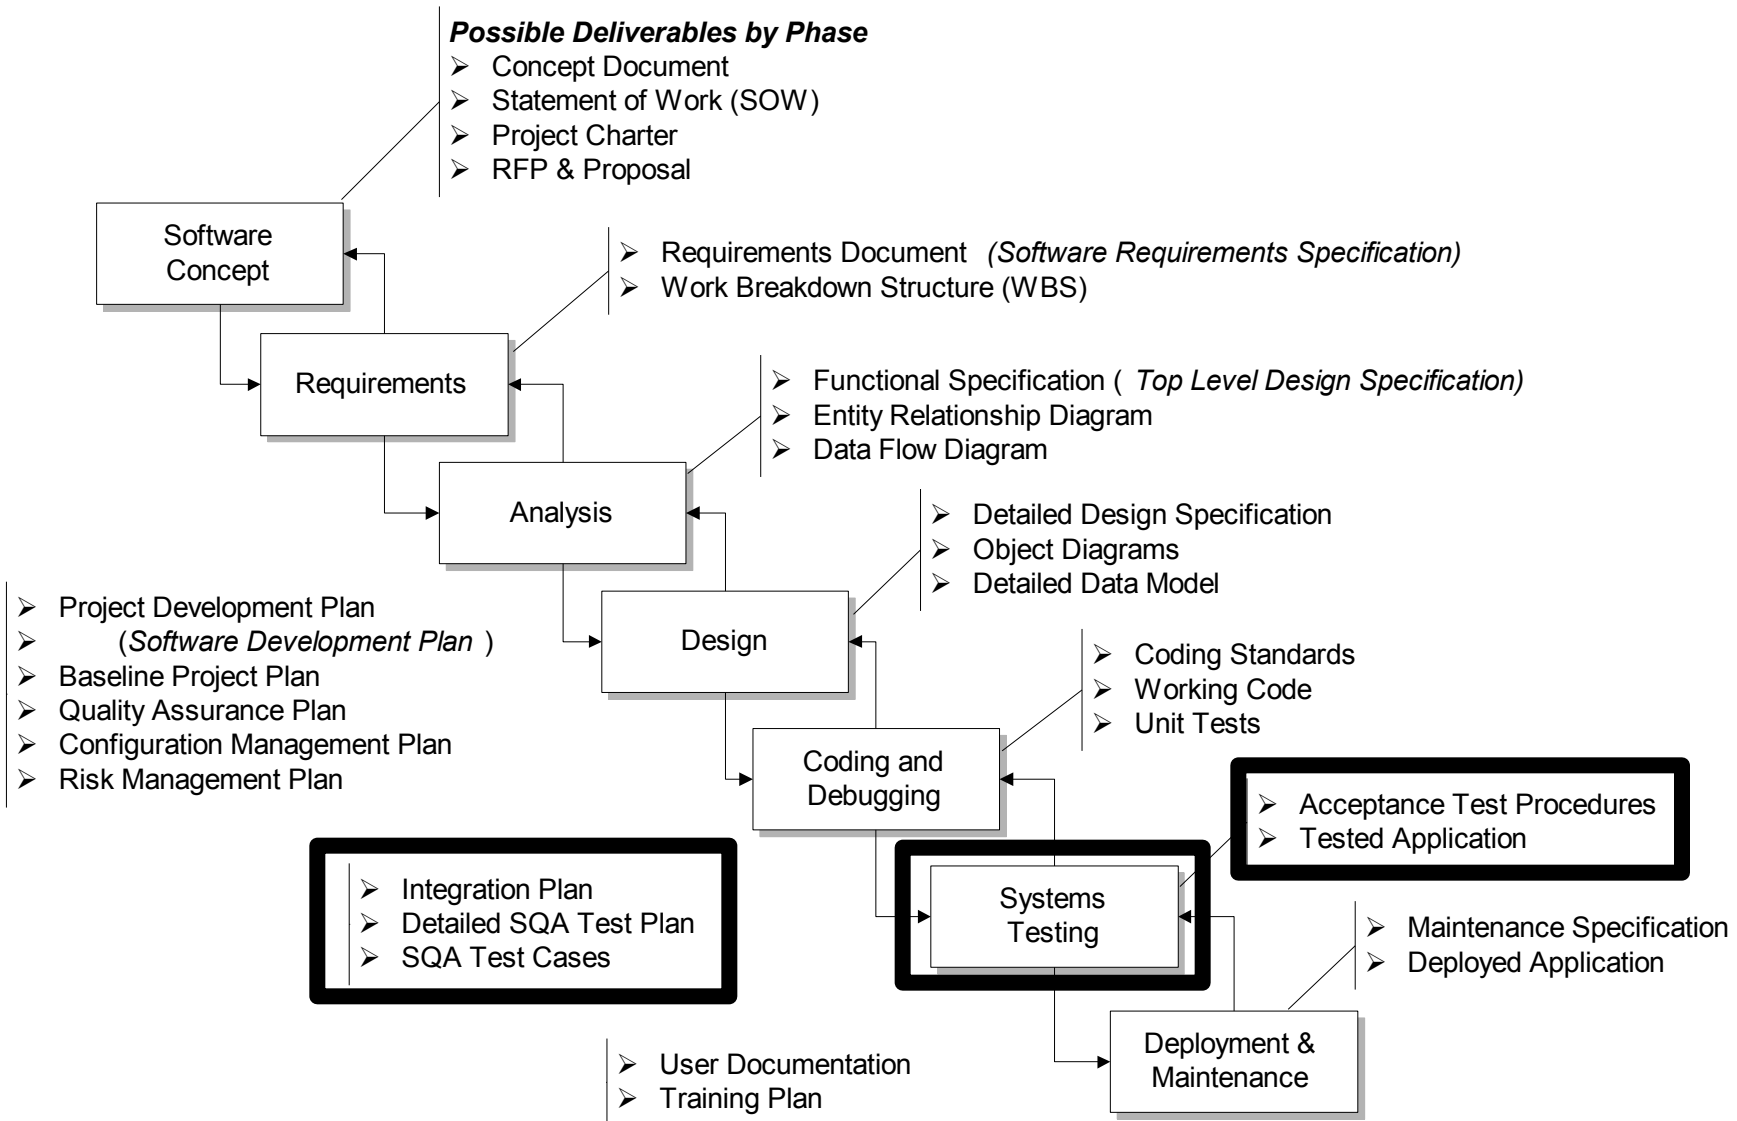 Possible Deliverables by Phase
➢ Concept Document
➢ Statement of Work (SOW)
➢ Project Charter
➢ RFP & Proposal
Software
Concept
➢ Requirements Document (Software Requirements Specification)
➢ Work Breakdown Structure (WBS)
Requirements
➢ Functional Specification ( Top Level Design Specification)
➢ Entity Relationship Diagram
➢ Data Flow Diagram
Analysis
➢ Detailed Design Specification
➢ Object Diagrams
➢ Detailed Data Model
➢ Project Development Plan
➢ (Software Development Plan )
➢ Baseline Project Plan
➢ Quality Assurance Plan
➢ Configuration Management Plan
➢ Risk Management Plan
Design
➢ Coding Standards
➢ Working Code
➢ Unit Tests
Coding and
Debugging
➢ Acceptance Test Procedures
➢ Tested Application
➢ Integration Plan
➢ Detailed SQA Test Plan
➢ SQA Test Cases
Systems
Testing
➢ Maintenance Specification
➢ Deployed Application
➢ User Documentation
➢ Training Plan
Deployment &
Maintenance